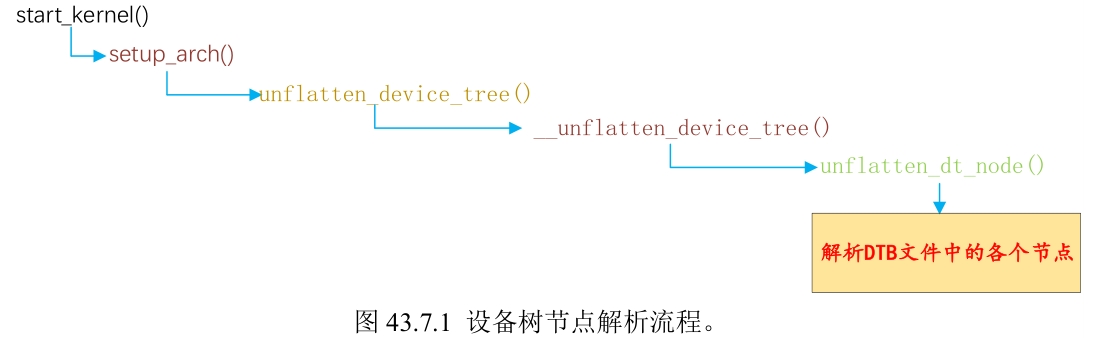 start_kernel()
setup_arch()
unflatten_device_tree()
__unflatten_device_tree()
unflatten_dt_node()
解析DTB文件中的各个节点
图 43.7.1 设备树节点解析流程。